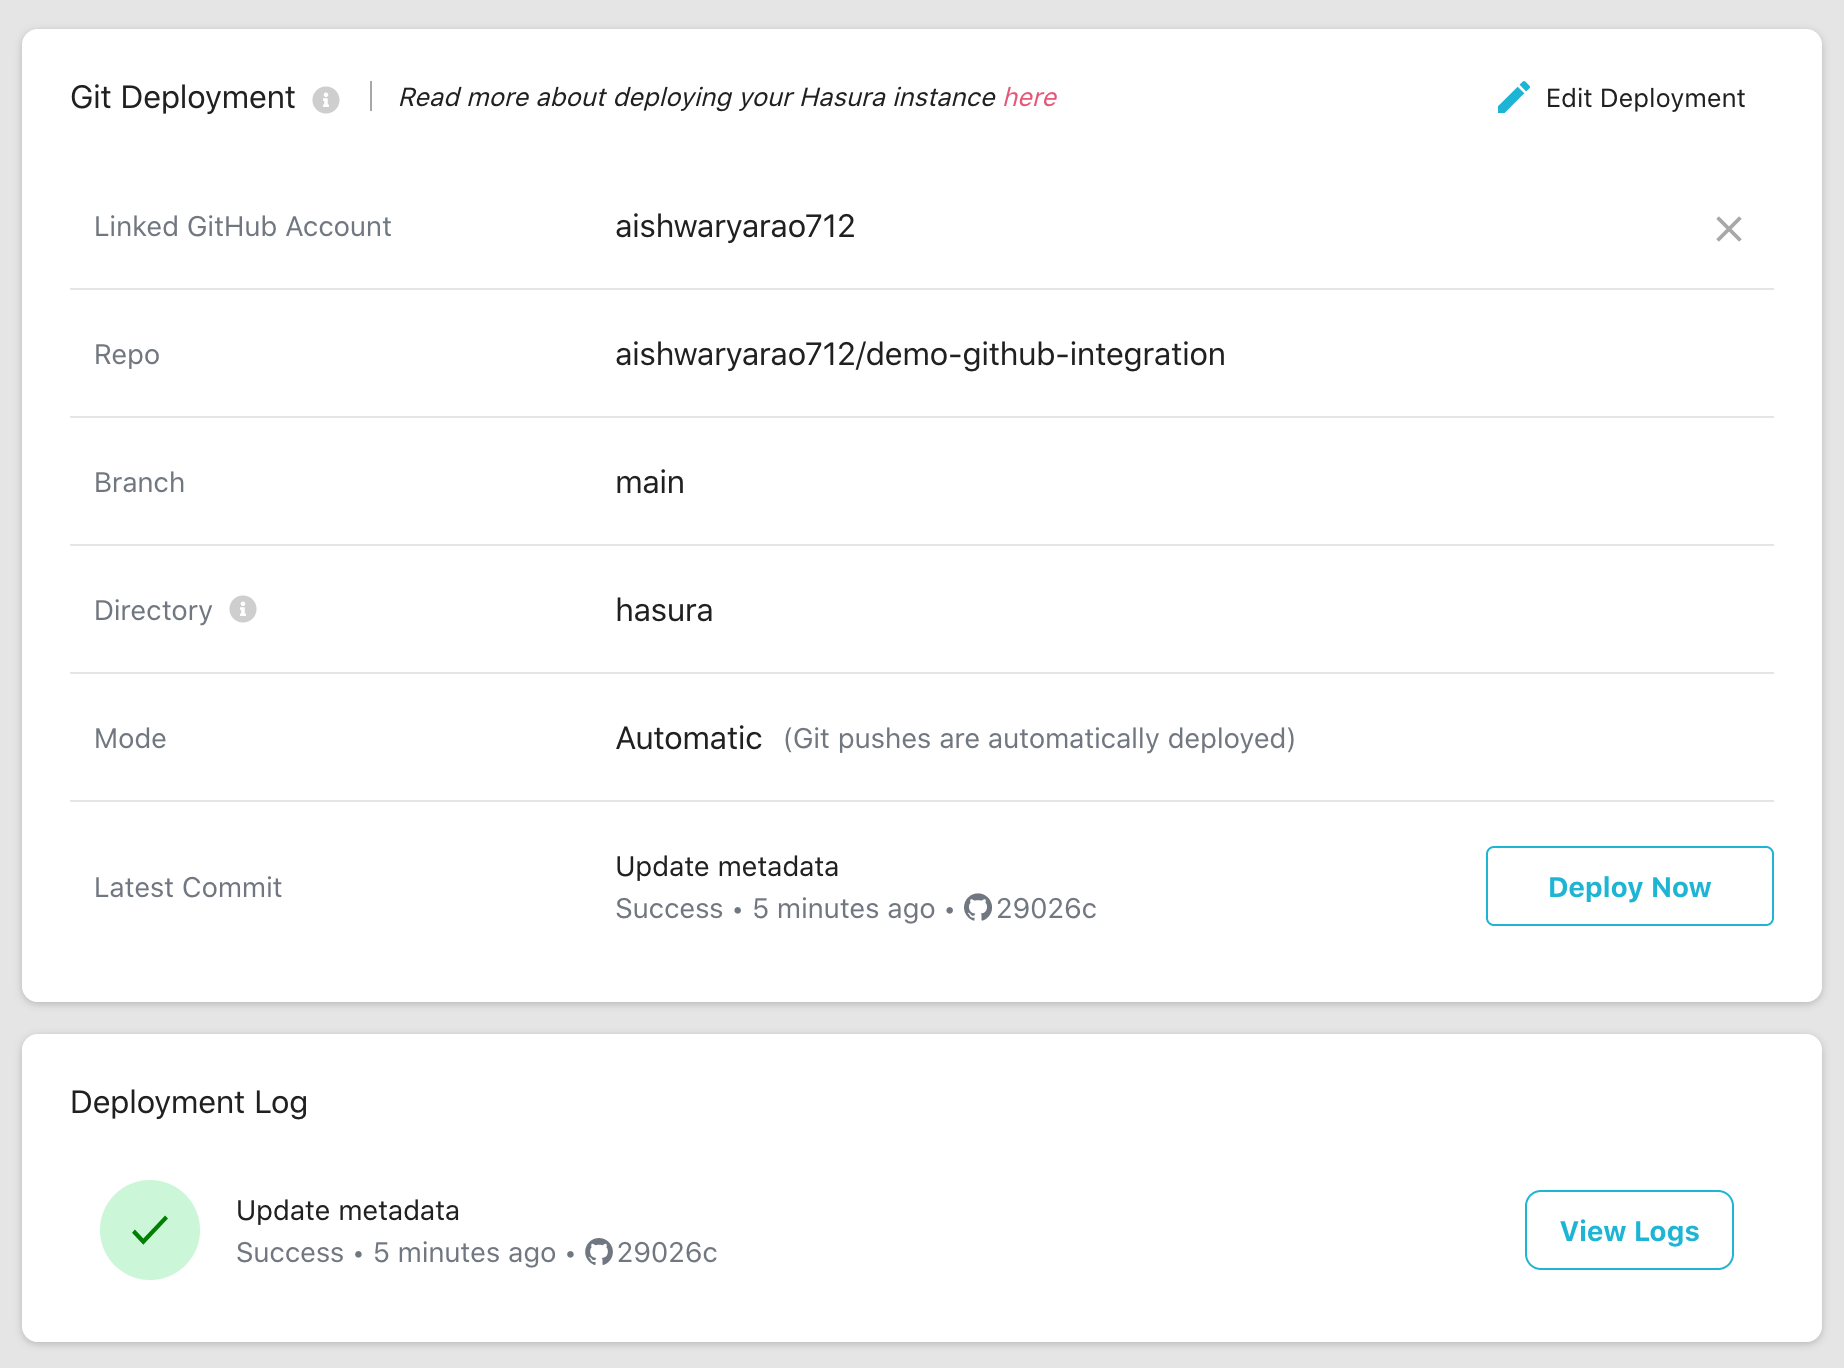 Git Deployment | Read more about deploying your Hasura instance here
Edit Deployment
Linked GitHub Account
aishwaryarao712
Repo
aishwaryarao712/demo-github-integration
Branch
main
Directory
hasura
Mode
Automatic (Git pushes are automatically deployed)
Latest Commit
Update metadata
Success • 5 minutes ago • 29026c
Deploy Now
Deployment Log
Update metadata
Success • 5 minutes ago • 29026c
View Logs